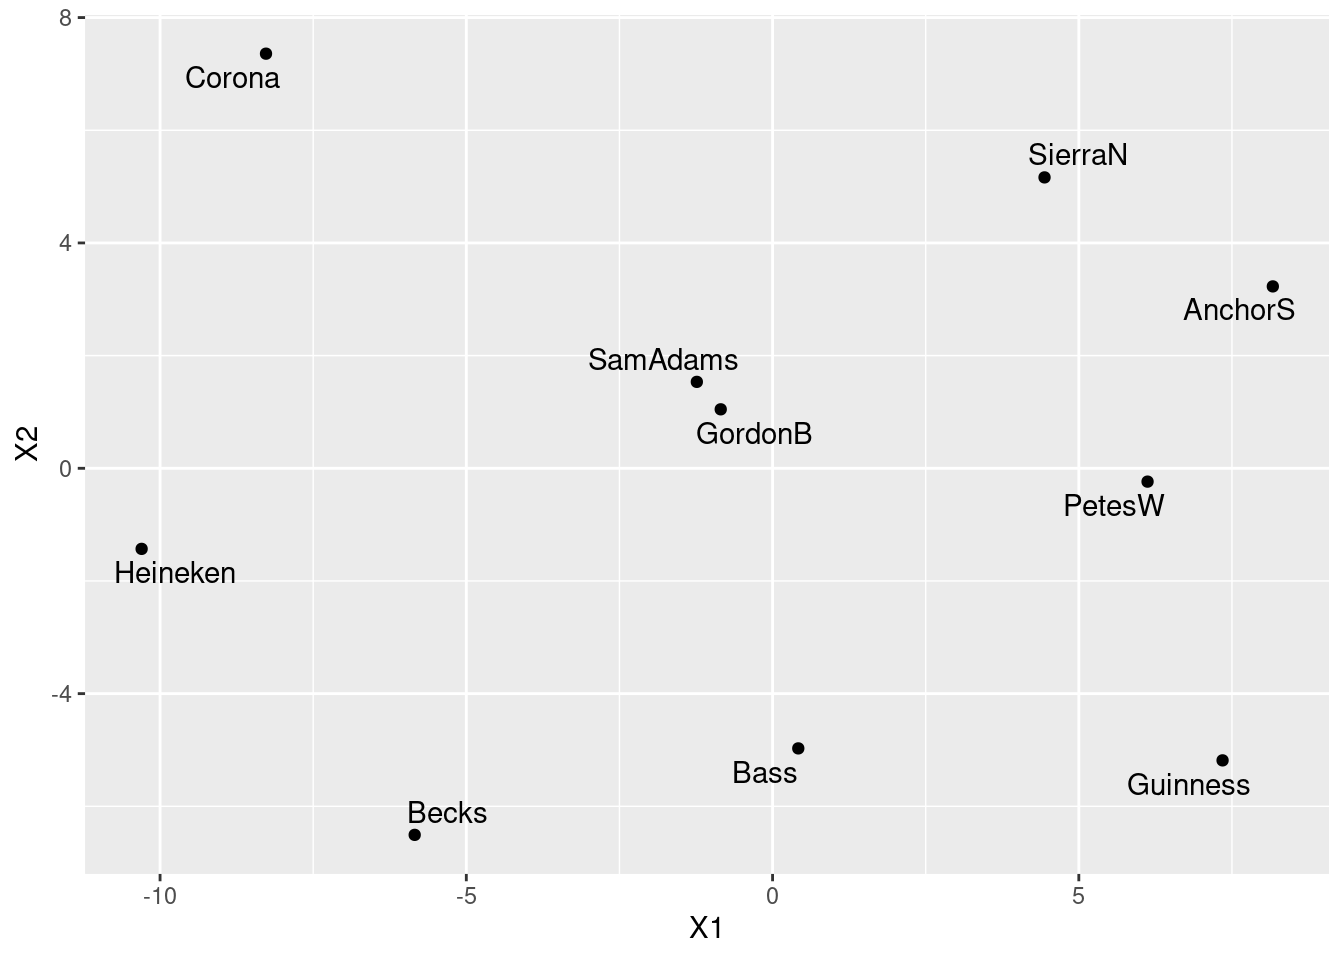 8
Corona
SierraN
4
AnchorS
SamAdams
GordonB
X2
0
PetesW
Heineken
-4
Bass
Guinness
Becks
-10 -5 0 5
X1